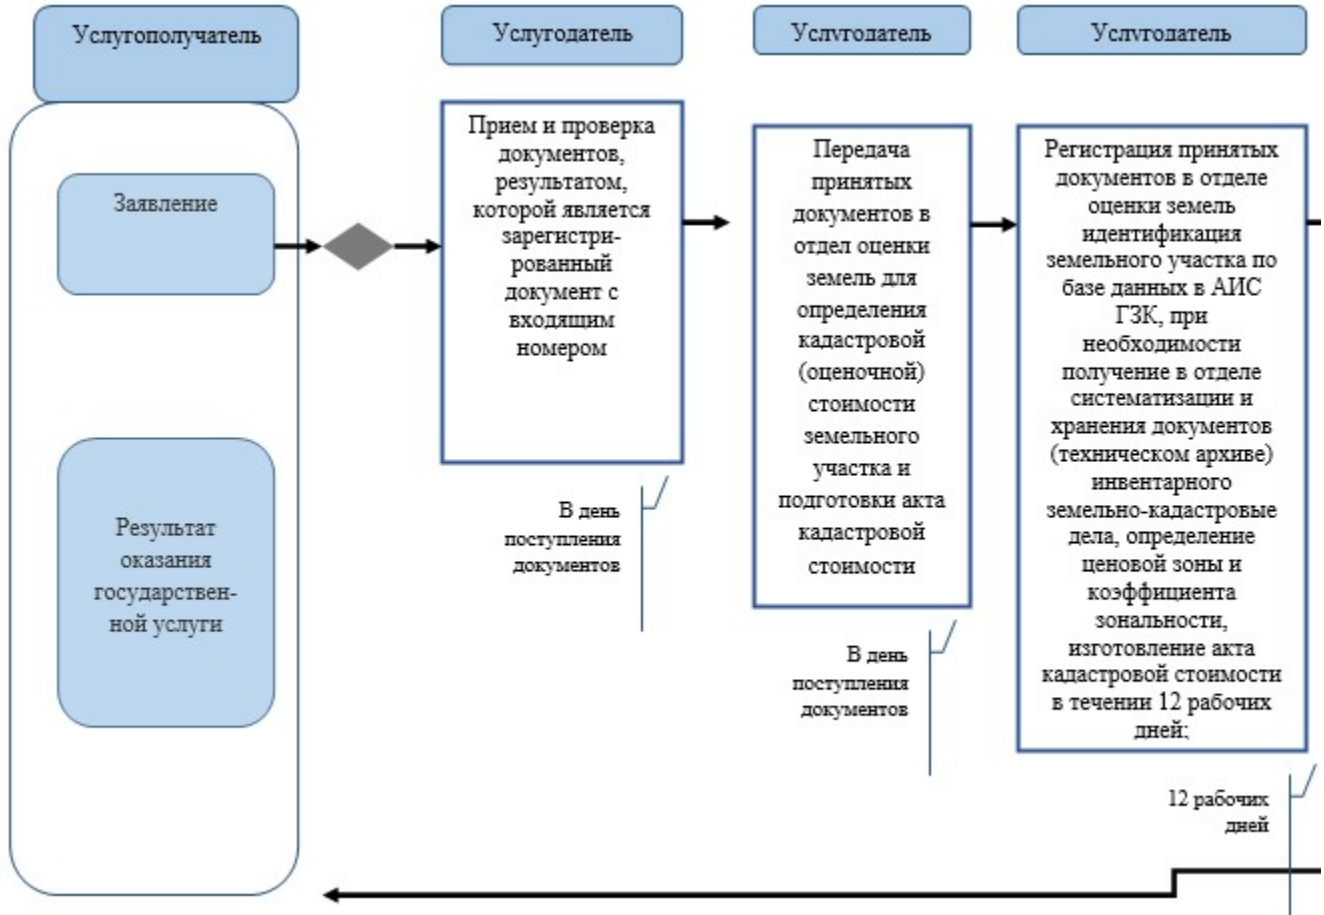 Услугополучатель
Заявление
Результат
оказания
государствен-
ной услуги
Услугодатель
Прием и проверка
документов,
результатом,
которой является
зарегистри-
рованный
документ с
входящим
номером
В день
поступления
документов
Услугодатель
Передача
принятых
документов в
отдел оценки
земель для
определения
кадастровой
(оценочной)
стоимости
земельного
участка и
подготовки акта
кадастровой
стоимости
В день
поступления
документов
Услугодатель
Регистрация принятых
документов в отделе
оценки земель
идентификация
земельного участка по
базе данных в АИС
ГЗК, при
необходимости
получение в отделе
систематизации и
хранения документов
(техническом архиве)
инвентарного
земельно-кадастровые
дела, определение
ценовой зоны и
коэффициента
зональности,
изготовление акта
кадастровой стоимости
в течении 12 рабочих
дней;
12 рабочих
дней